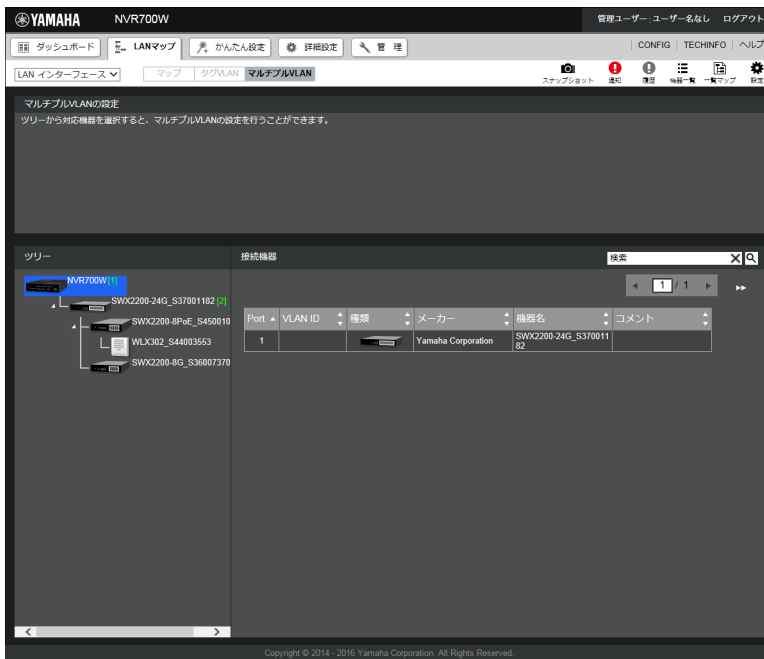 YAMAHA NVR700W 管理ユーザー：ユーザー名なし ログアウト
ダッシュボード LANマップ かんたん設定 詳細設定 管 理 CONFIG TECHINFO ヘルプ
LAN インターフェース マップ タグVLAN マルチプルVLAN スナップショット 通知 履歴 機器一覧 一覧マップ 設定
マルチプルVLANの設定
ツリーから対応機器を選択すると、マルチプルVLANの設定を行うことができます。
ツリー 接続機器 検索
NVR700W [1]
SWX2200-24G_S37001182 [2]
SWX2200-8PoE_S450010
WLX302_S44003553
SWX2200-8G_S36007370
1 / 1
Port VLAN ID 種類 メーカー 機器名 コメント
1 Yamaha Corporation SWX2200-24G_S370011
82
Copyright © 2014 - 2016 Yamaha Corporation. All Rights Reserved.